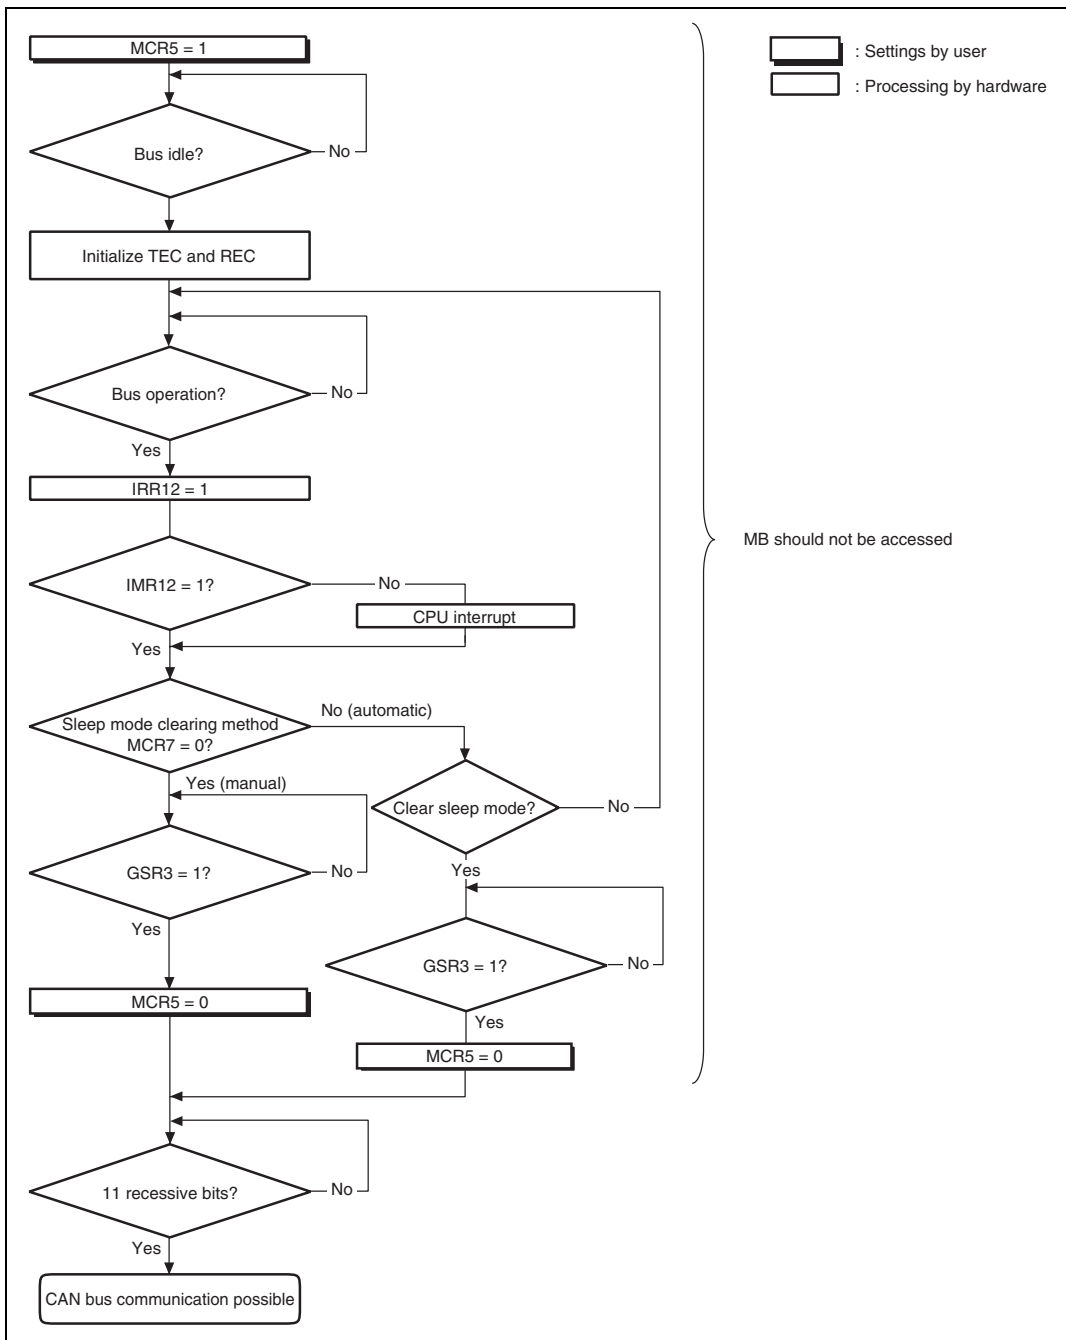 MCR5 = 1
: Settings by user
: Processing by hardware
Bus idle?
No
Initialize TEC and REC
Bus operation?
No
Yes
IRR12 = 1
MB should not be accessed
IMR12 = 1?
No
CPU interrupt
Yes
Sleep mode clearing method
MCR7 = 0?
No (automatic)
Yes (manual)
Clear sleep mode?
No
GSR3 = 1?
No
Yes
Yes
GSR3 = 1?
No
MCR5 = 0
Yes
MCR5 = 0
11 recessive bits?
No
Yes
CAN bus communication possible